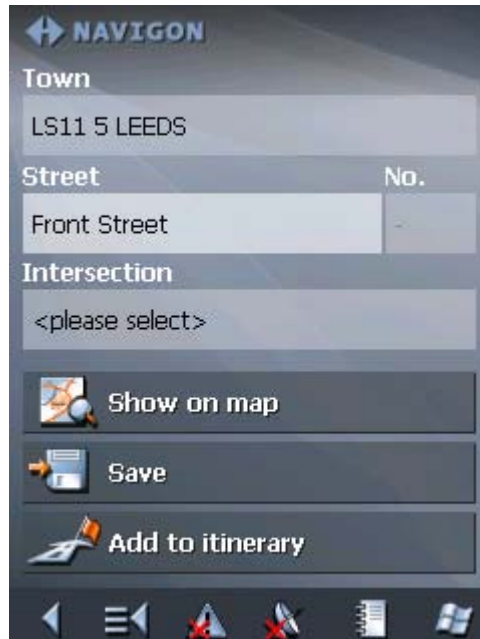 NAVIGON
Town
LS11 5 LEEDS
Street No.
Front Street -
Intersection
<please select>
Show on map
Save
Add to itinerary